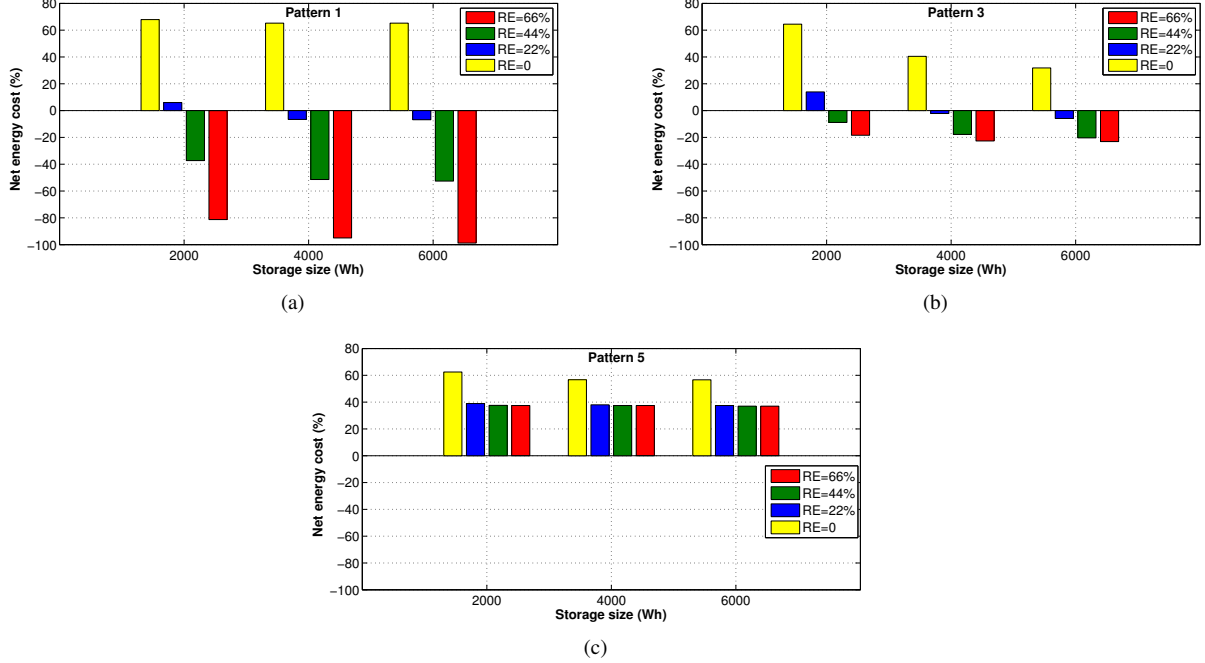 Pattern 1
RE=66%
RE=44%
RE=22%
RE=0
80
60
40
20
0
−20
−40
−60
−80
−100
Net energy cost (%)
2000
4000
6000
Storage size (Wh)
(a)
Pattern 3
RE=66%
RE=44%
RE=22%
RE=0
80
60
40
20
0
−20
−40
−60
−80
−100
Net energy cost (%)
2000
4000
6000
Storage size (Wh)
(b)
Pattern 5
80
60
40
20
0
−20
−40
−60
−80
−100
Net energy cost (%)
RE=66%
RE=44%
RE=22%
RE=0
2000
4000
6000
Storage size (Wh)
(c)